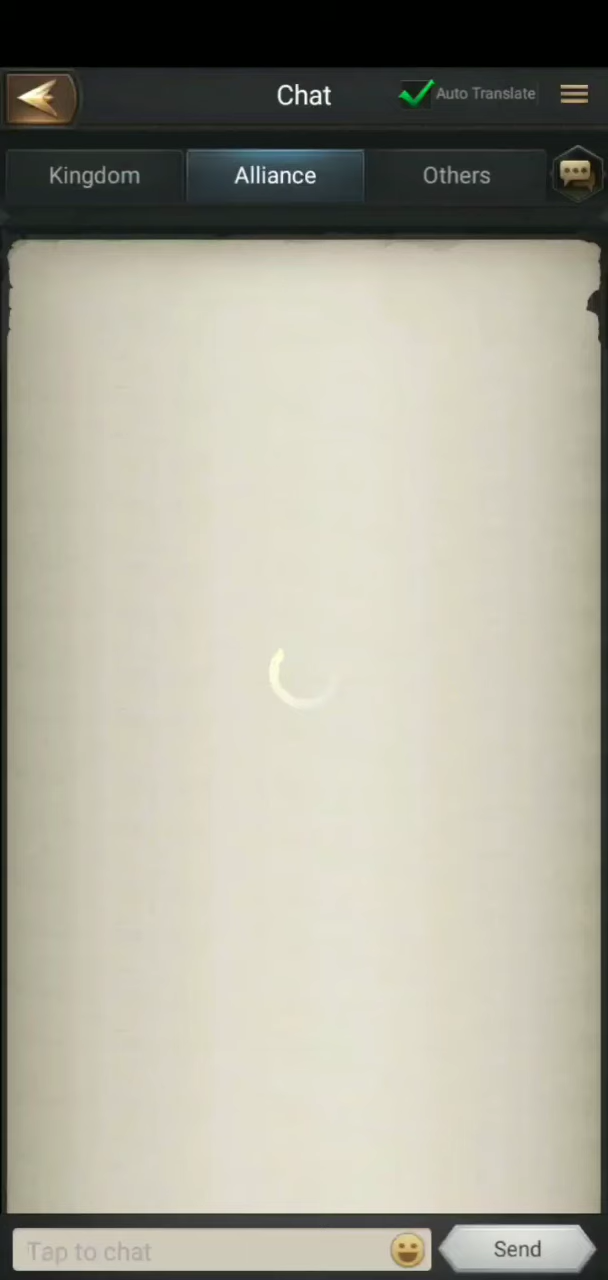 Chat
Auto Translate
Kingdom
Alliance
Others
Tap to chat
Send